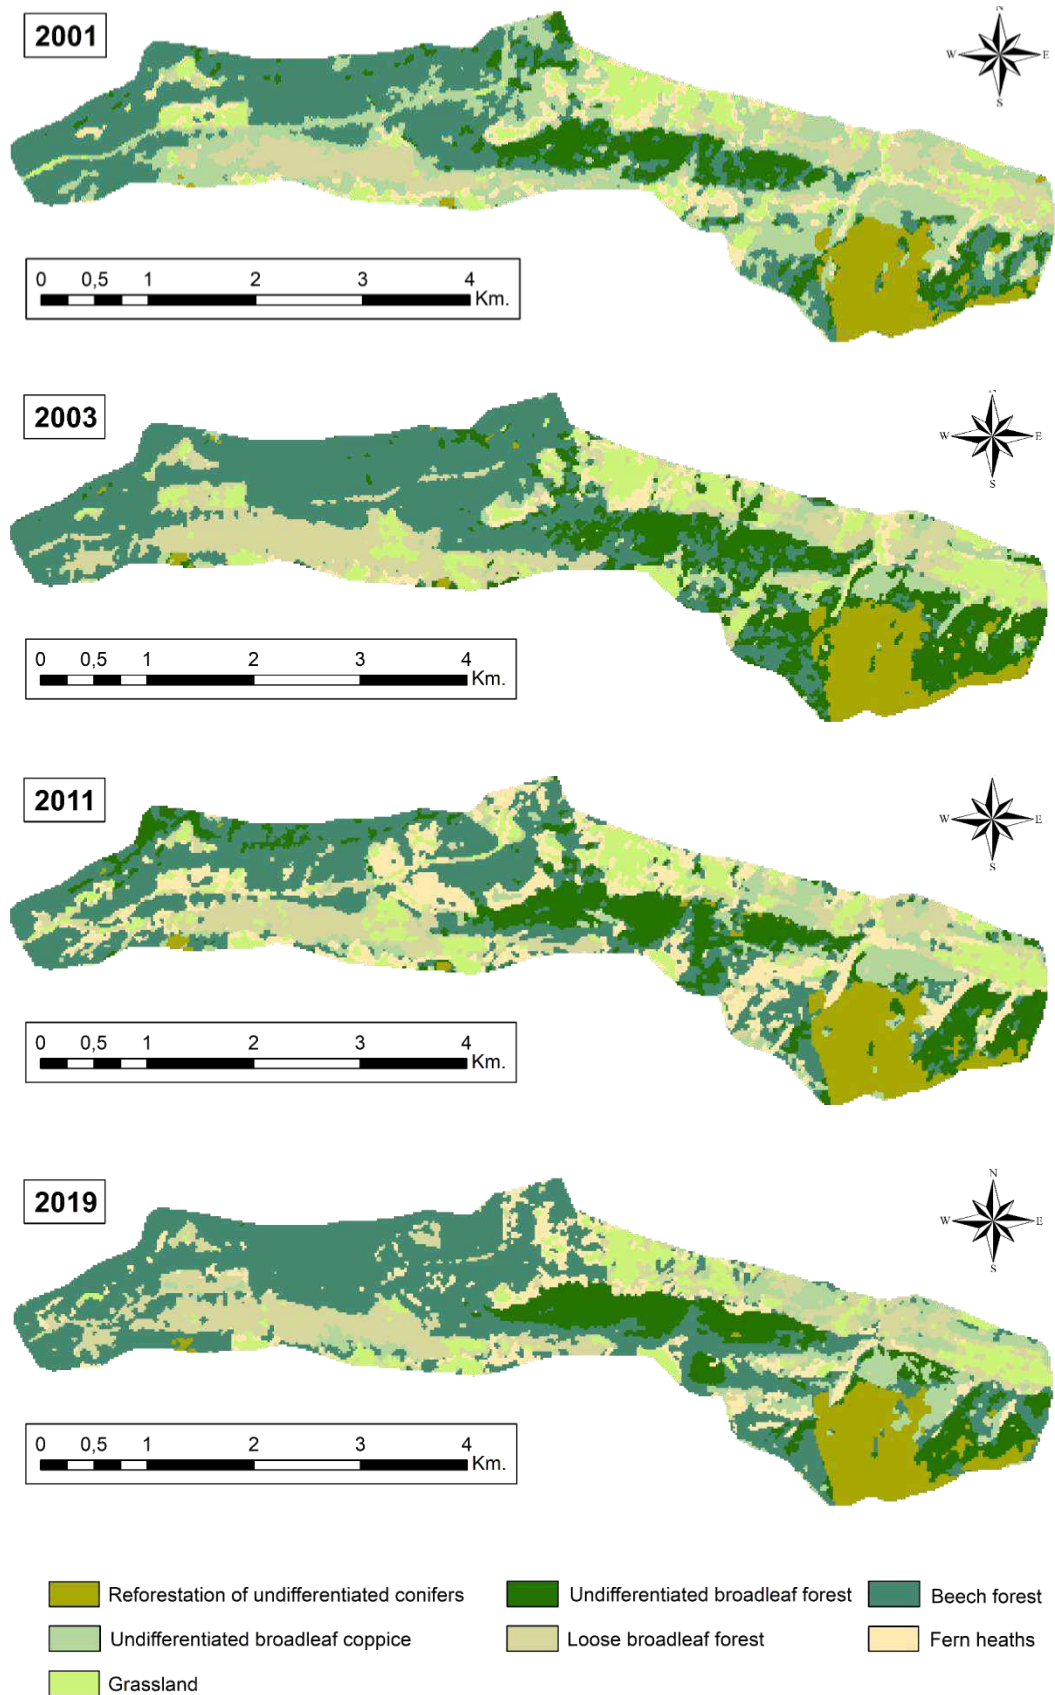 2001
N
W E
S
0 0,5 1 2 3 4
Km.
2003
W E
S
0 0,5 1 2 3 4
Km.
2011
W E
S
0 0,5 1 2 3 4
Km.
2019
N
W E
S
0 0,5 1 2 3 4
Km.
Reforestation of undifferentiated conifers
Undifferentiated broadleaf forest
Beech forest
Undifferentiated broadleaf coppice
Loose broadleaf forest
Fern heaths
Grassland